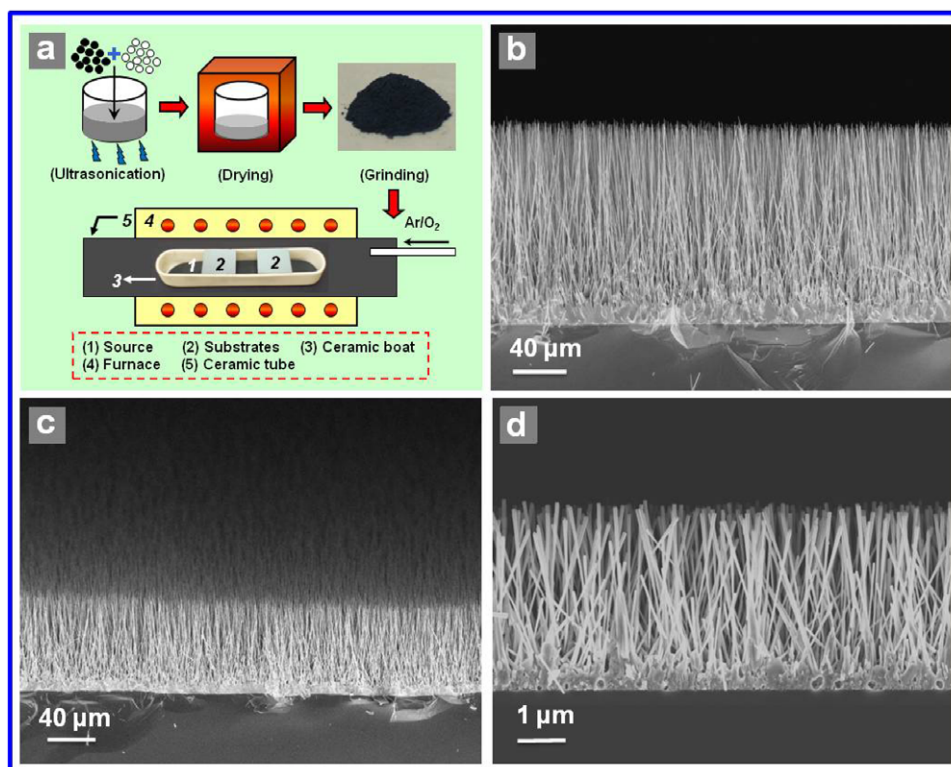 a
+
(Ultrasonication)
(Drying)
(Grinding)
5
4
Ar/O₂
1
2
2
3
(1) Source (2) Substrates (3) Ceramic boat
(4) Furnace (5) Ceramic tube
b
40 µm
c
40 µm
d
1 µm